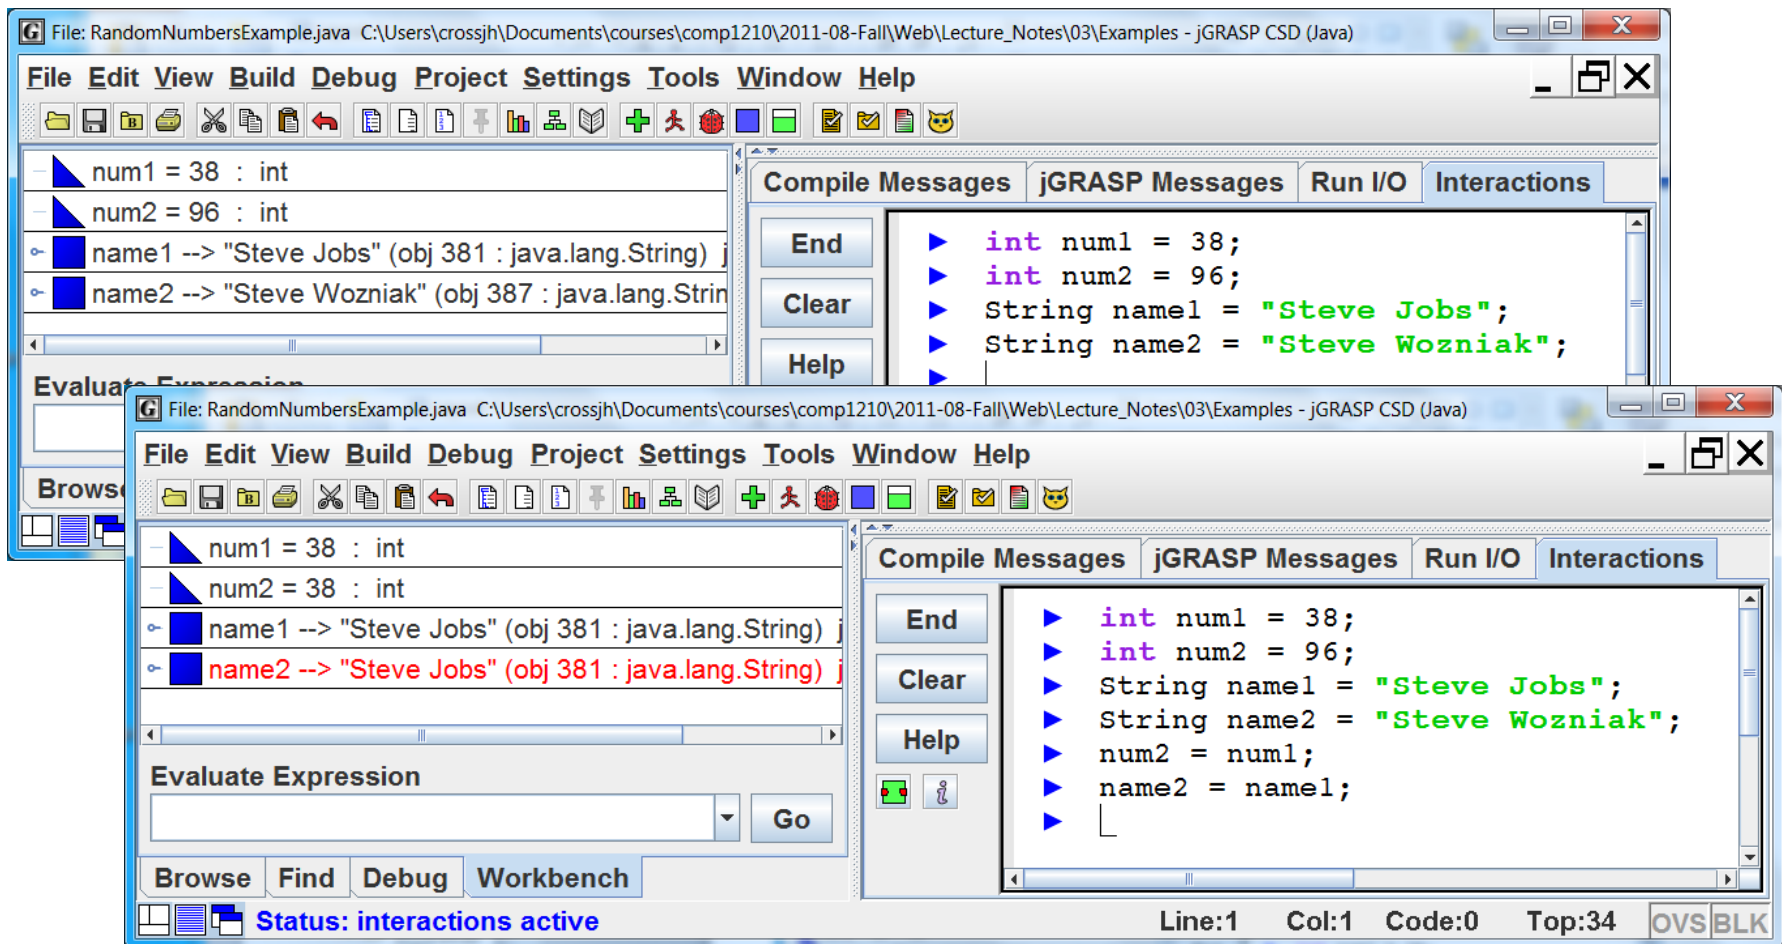 File: RandomNumbersExample.java C:\Users\crossjh\Documents\courses\comp1210\2011-08-Fall\Web\Lecture_Notes\03\Examples - jGRASP CSD (Java)
File Edit View Build Debug Project Settings Tools Window Help
num1 = 38 : int
num2 = 96 : int
name1 --> "Steve Jobs" (obj 381 : java.lang.String) j
name2 --> "Steve Wozniak" (obj 387 : java.lang.Strin
Evaluate Expression
Browse
Compile Messages jGRASP Messages Run I/O Interactions
End
Clear
Help
int num1 = 38;
int num2 = 96;
String name1 = "Steve Jobs";
String name2 = "Steve Wozniak";
File: RandomNumbersExample.java C:\Users\crossjh\Documents\courses\comp1210\2011-08-Fall\Web\Lecture_Notes\03\Examples - jGRASP CSD (Java)
File Edit View Build Debug Project Settings Tools Window Help
num1 = 38 : int
num2 = 38 : int
name1 --> "Steve Jobs" (obj 381 : java.lang.String) j
name2 --> "Steve Jobs" (obj 381 : java.lang.String) j
Evaluate Expression
Go
Browse Find Debug Workbench
Compile Messages jGRASP Messages Run I/O Interactions
End
Clear
Help
int num1 = 38;
int num2 = 96;
String name1 = "Steve Jobs";
String name2 = "Steve Wozniak";
num2 = num1;
name2 = name1;
Status: interactions active
Line:1 Col:1 Code:0 Top:34 OVS BLK